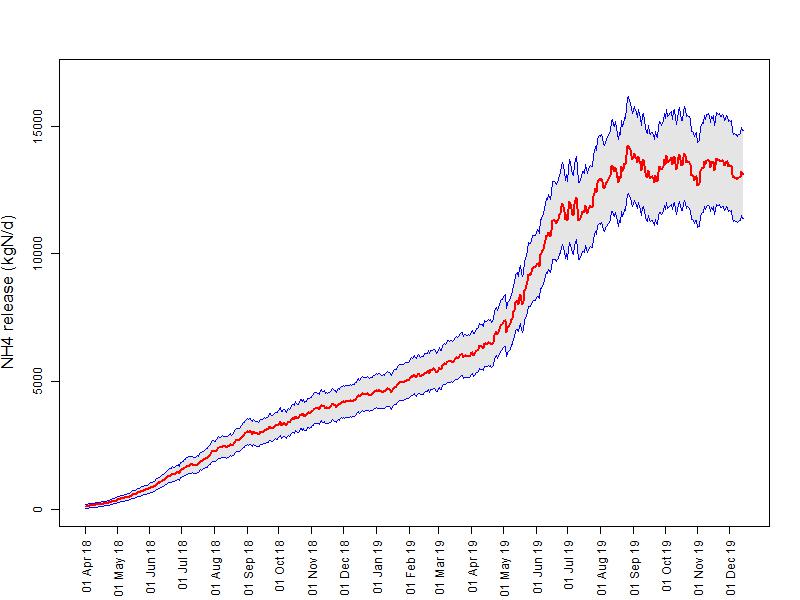 NH4 release (kgN/d)
15000
10000
5000
0
01 Apr 18
01 May 18
01 Jun 18
01 Jul 18
01 Aug 18
01 Sep 18
01 Oct 18
01 Nov 18
01 Dec 18
01 Jan 19
01 Feb 19
01 Mar 19
01 Apr 19
01 May 19
01 Jun 19
01 Jul 19
01 Aug 19
01 Sep 19
01 Oct 19
01 Nov 19
01 Dec 19